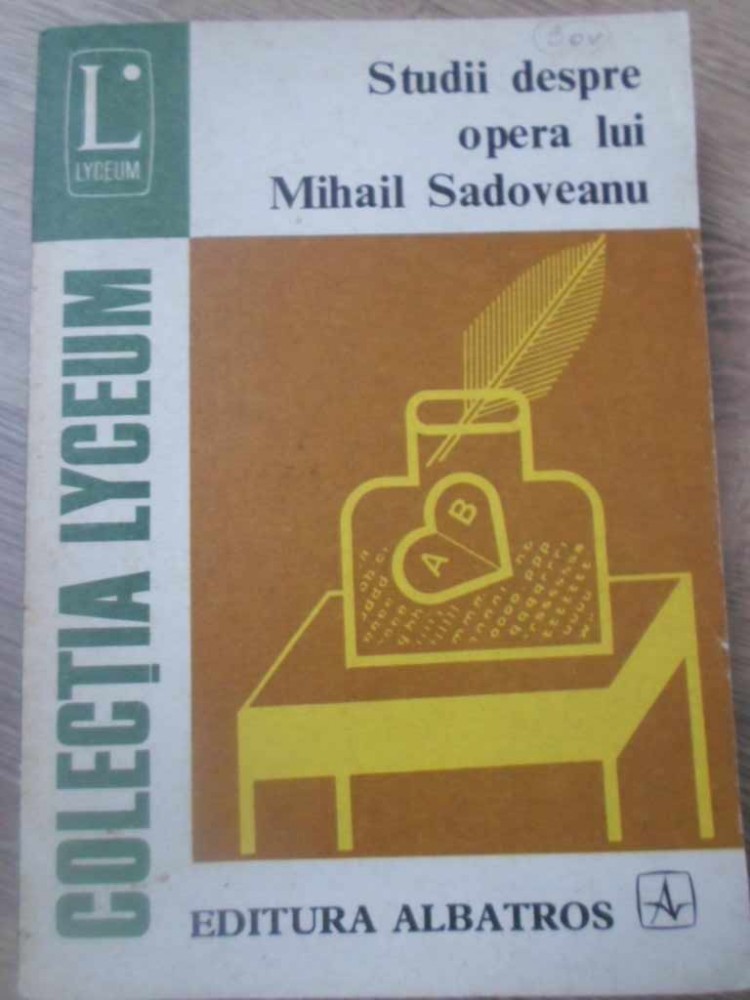 L
LYCEUM
Studii despre
opera lui
Mihail Sadoveanu
COLECȚIA LYCEUM
A B
EDITURA ALBATROS
A